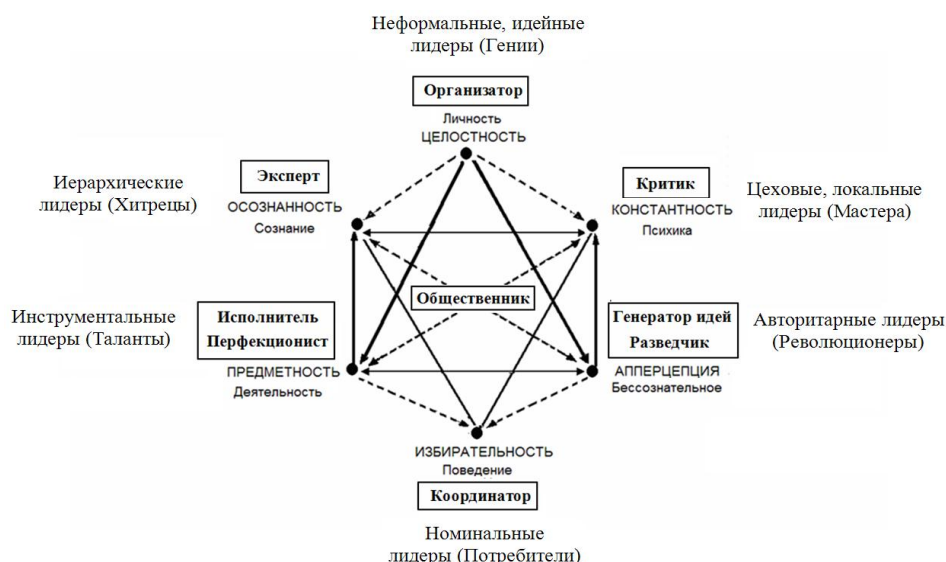 Неформальные, идейные
лидеры (Гении)
Организатор
Личность
ЦЕЛОСТНОСТЬ
Иерархические
лидеры (Хитрецы)
Эксперт
ОСОЗНАННОСТЬ
Сознание
Критик
КОНСТАНТНОСТЬ
Психика
Цеховые, локальные
лидеры (Мастера)
Общественник
Инструментальные
лидеры (Таланты)
Исполнитель
Перфекционист
ПРЕДМЕТНОСТЬ
Деятельность
Генератор идей
Разведчик
АППЕРЦЕПЦИЯ
Бессознательное
Авторитарные лидеры
(Революционеры)
ИЗБИРАТЕЛЬНОСТЬ
Поведение
Координатор
Номинальные
лидеры (Потребители)